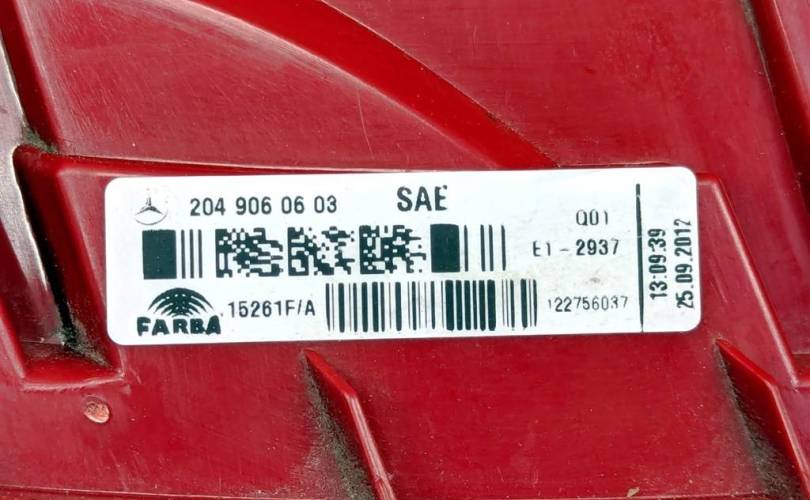 204 906 06 03 SAE
Q01
E1-2937
FARBA 15261F/A
122756037
13:09:39
25.09.2012